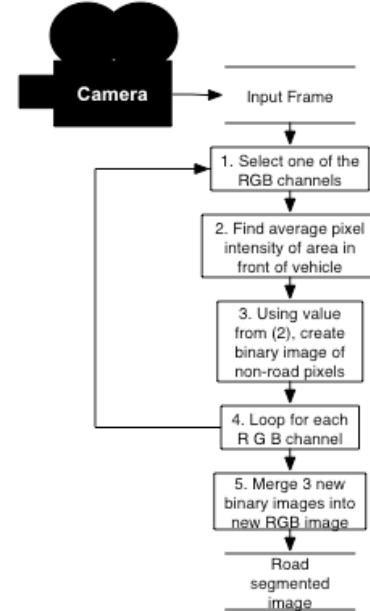 Camera
Input Frame
1. Select one of the
RGB channels
2. Find average pixel
intensity of area in
front of vehicle
3. Using value
from (2), create
binary image of
non-road pixels
4. Loop for each
R G B channel
5. Merge 3 new
binary images into
new RGB image
Road
segmented
image